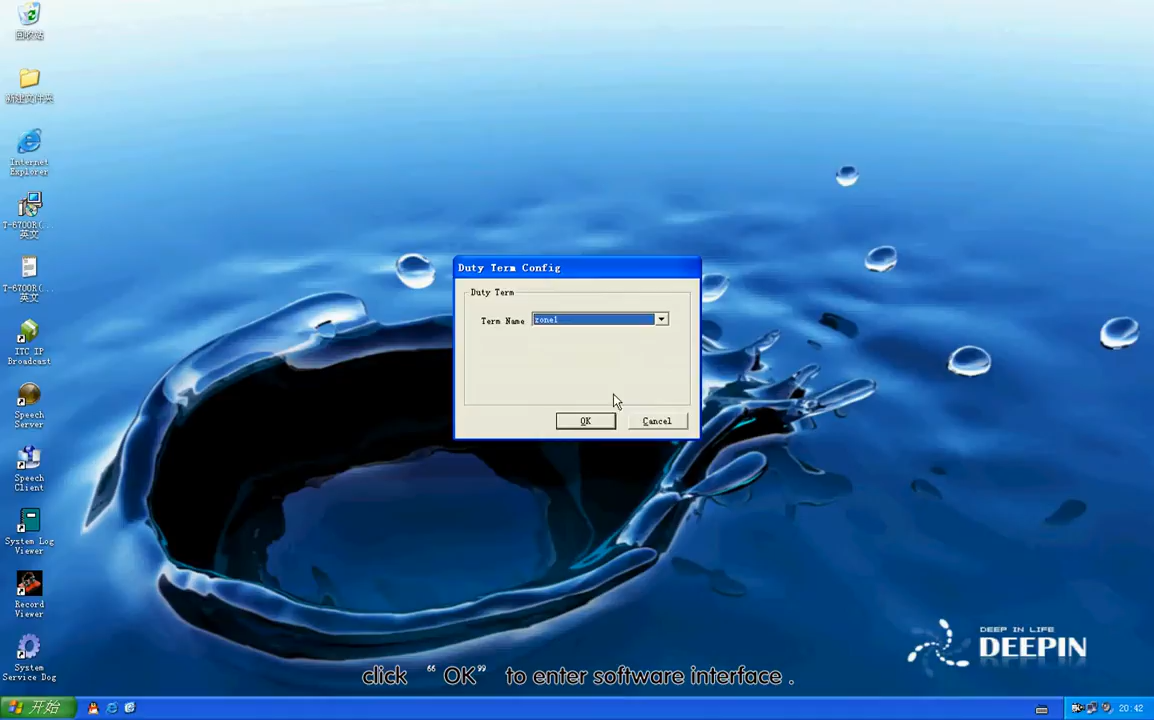 回收站
新建文件夹
Internet
Explorer
T-6700R(...
英文
T-6700R(...
英文
ITC IP
Broadcast
Speech
Server
Speech
Client
System Log
Viewer
Record
Viewer
System
Service Dog
Duty Term Config
Duty Term
Term Name
zone1
OK
Cancel
DEEP IN LIFE
DEEPIN
click “OK” to enter software interface .
开始
20:42